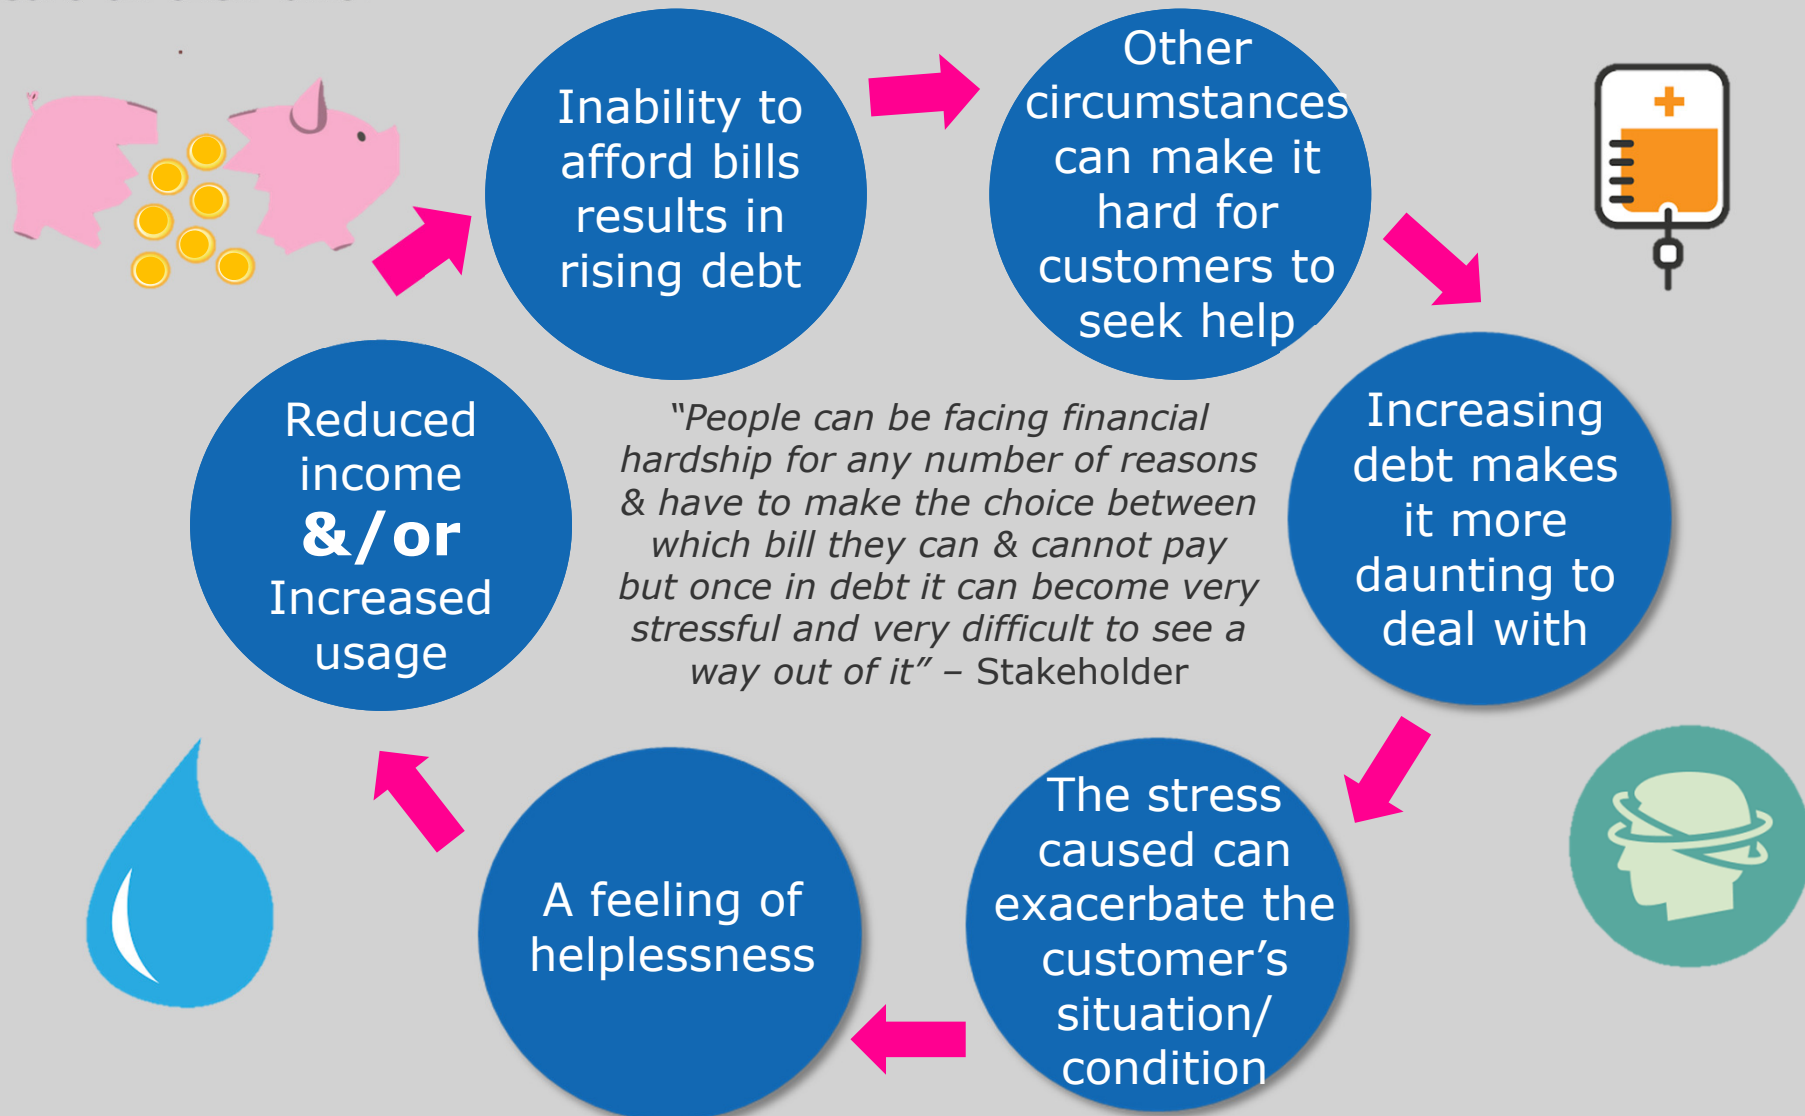 Inability to
afford bills
results in
rising debt
Other
circumstances
can make it
hard for
customers to
seek help
Increasing
debt makes
it more
daunting to
deal with
The stress
caused can
exacerbate the
customer’s
situation/
condition
A feeling of
helplessness
Reduced
income
&/or
Increased
usage
“People can be facing financial
hardship for any number of reasons
& have to make the choice between
which bill they can & cannot pay
but once in debt it can become very
stressful and very difficult to see a
way out of it” – Stakeholder